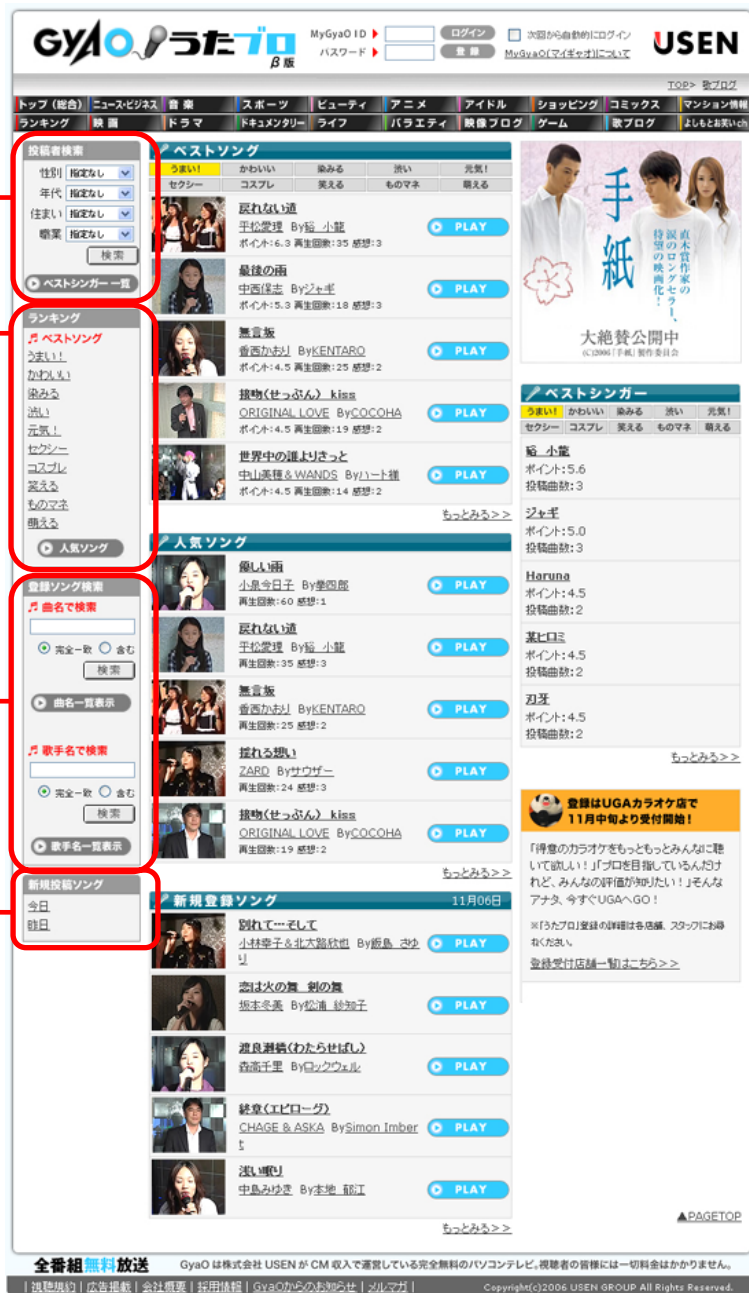 GYAO うたプロ β版
MyGyaO ID
パスワード
ログイン
登録
次回から自動的にログイン
MyGyaO(マイギャオ)について
USEN
TOP> 歌ブログ
トップ (総合) ニュース・ビジネス 音楽 スポーツ ビューティ アニメ アイドル ショッピング コミックス マンション情報
ランキング 映画 ドラマ ドキュメンタリー ライフ バラエティ 映像ブログ ゲーム 歌ブログ よしもとお笑いch
投稿者検索
性別 指定なし
年代 指定なし
住まい 指定なし
職業 指定なし
検索
ベストシンガー 一覧
ランキング
ベストソング
うまい!
かわいい
染みる
渋い
元気!
セクシー
コスプレ
笑える
ものマネ
萌える
人気ソング
登録ソング検索
曲名で検索
完全一致 含む
検索
曲名一覧表示
歌手名で検索
完全一致 含む
検索
歌手名一覧表示
新規投稿ソング
今日
昨日
ベストソング
うまい! かわいい 染みる 渋い 元気!
セクシー コスプレ 笑える ものマネ 萌える
戻れない道
平松愛理 By稲 小龍
ポイント:6.3 再生回数:35 感想:3
PLAY
最後の雨
中西保志 Byジャギ
ポイント:5.3 再生回数:18 感想:3
PLAY
無言坂
香西かおり ByKENTARO
ポイント:4.5 再生回数:25 感想:2
PLAY
接吻(せっぷん) kiss
ORIGINAL LOVE ByCOCOHA
ポイント:4.5 再生回数:19 感想:2
PLAY
世界中の誰よりきっと
中山美穂&WANDS Byハート様
ポイント:4.5 再生回数:14 感想:2
PLAY
もっとみる>>
人気ソング
優しい雨
小泉今日子 By拳四郎
再生回数:60 感想:1
PLAY
戻れない道
平松愛理 By稲 小龍
再生回数:35 感想:3
PLAY
無言坂
香西かおり ByKENTARO
再生回数:25 感想:2
PLAY
揺れる想い
ZARD Byサウザー
再生回数:24 感想:3
PLAY
接吻(せっぷん) kiss
ORIGINAL LOVE ByCOCOHA
再生回数:19 感想:2
PLAY
もっとみる>>
新規登録ソング 11月06日
別れて…そして
小林幸子&北大路欣也 By飯島 さゆ
り
PLAY
恋は火の舞 剣の舞
坂本冬美 By松浦 紗知子
PLAY
渡良瀬橋(わたらせばし)
森高千里 Byロックウェル
PLAY
終章(エピローグ)
CHAGE & ASKA BySimon Imber
t
PLAY
浅い眠り
中島みゆき By本地 郁江
PLAY
もっとみる>>
手紙
直木賞作家の
涙のロングセラー、
待望の映画化!
大絶賛公開中
(C)2006「手紙」製作委員会
ベストシンガー
うまい! かわいい 染みる 渋い 元気!
セクシー コスプレ 笑える ものマネ 萌える
稲 小龍
ポイント:5.6
投稿曲数:3
ジャギ
ポイント:5.0
投稿曲数:3
Haruna
ポイント:4.5
投稿曲数:2
某ヒロミ
ポイント:4.5
投稿曲数:2
刃牙
ポイント:4.5
投稿曲数:2
もっとみる>>
登録はUGAカラオケ店で
11月中旬より受付開始!
「得意のカラオケをもっともっとみんなに聴
いて欲しい!」「プロを目指しているんだけ
れど、みんなの評価が知りたい!」そんな
アナタ、今すぐUGAへGO!
※「うたプロ」登録の詳細は各店舗、スタッフにお尋
ねください。
登録受付店舗一覧はこちら>>
▲PAGETOP
全番組無料放送 GyaO は株式会社 USEN が CM 収入で運営している完全無料のパソコンテレビ。視聴者の皆様には一切料金はかかりません。
| 視聴規約 | 広告掲載 | 会社概要 | 採用情報 | GyaOからのお知らせ | メルマガ | Copyright(c)2006 USEN GROUP All Rights Reserved.